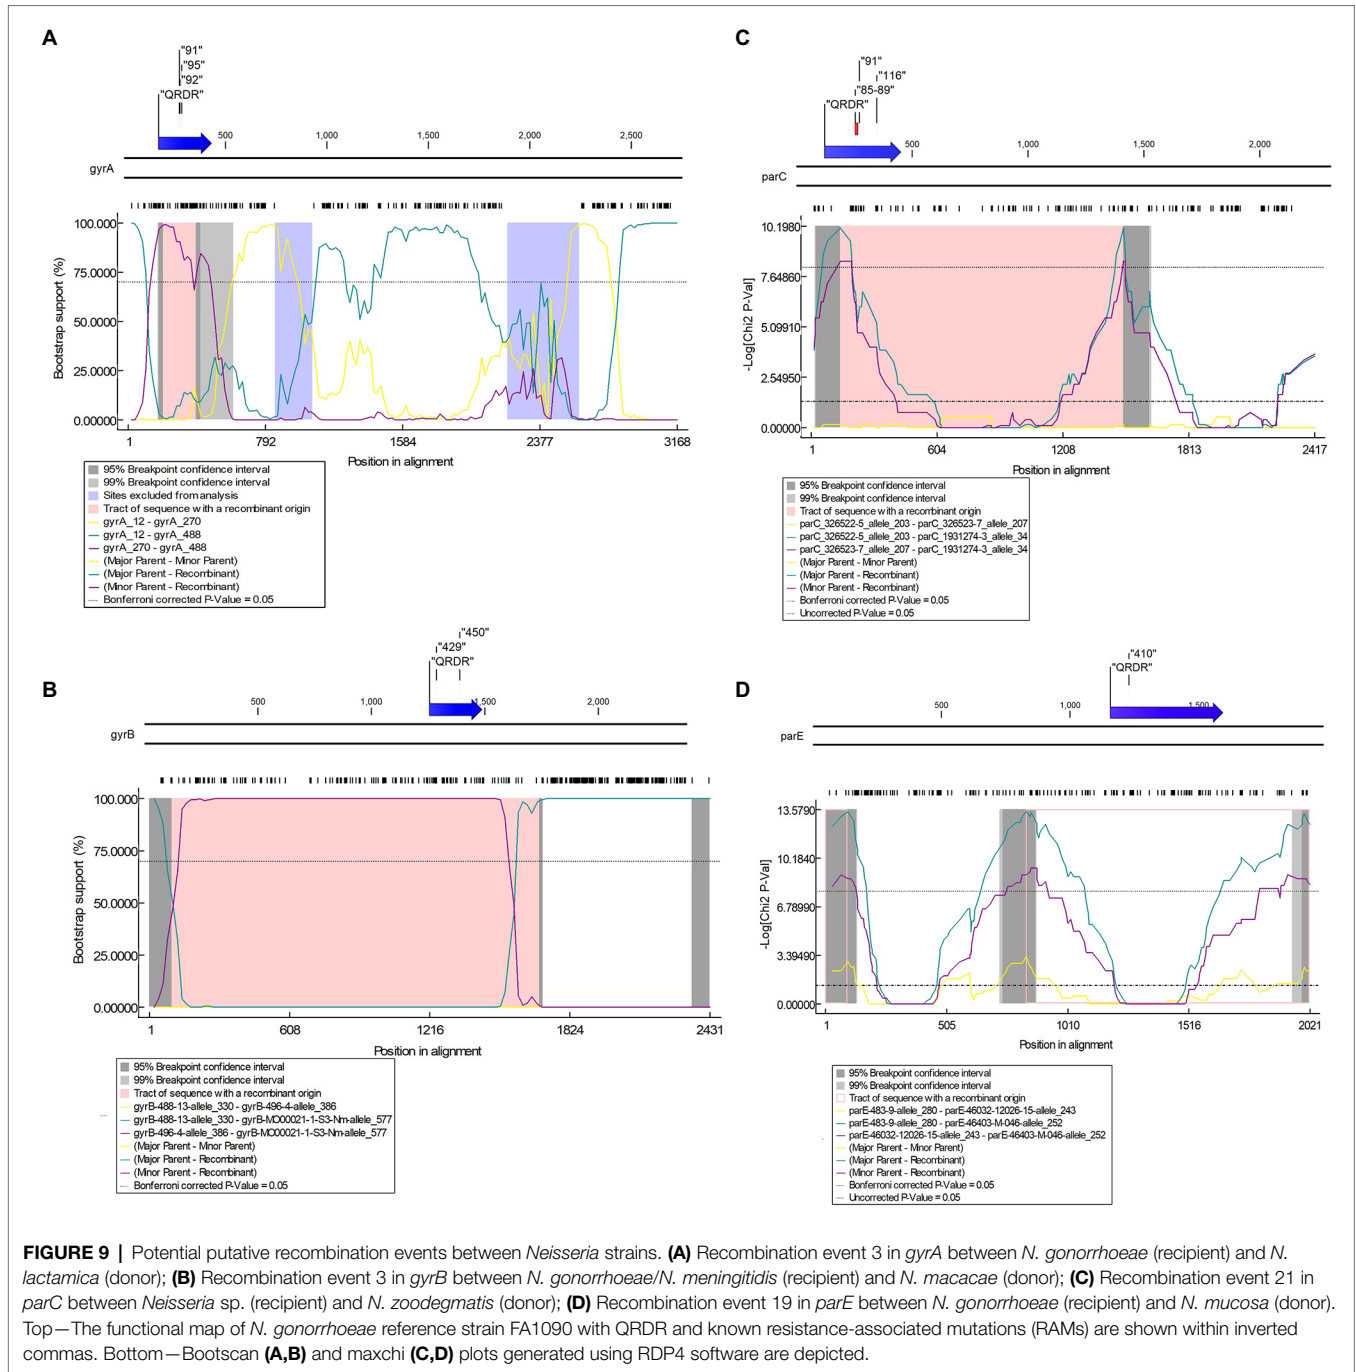 A
"91"
"95"
"92"
"QRDR"
500
1,000
1,500
2,000
2,500
gyrA
100.0000
75.0000
50.0000
25.0000
0.00000
Bootstrap support (%)
1
792
1584
2377
3168
Position in alignment
95% Breakpoint confidence interval
99% Breakpoint confidence interval
Sites excluded from analysis
Tract of sequence with a recombinant origin
gyrA_12 - gyrA_270
gyrA_12 - gyrA_488
gyrA_270 - gyrA_488
(Major Parent - Minor Parent)
(Major Parent - Recombinant)
(Minor Parent - Recombinant)
Bonferroni corrected P-Value = 0.05
C
"91"
"116"
"85-89"
"QRDR"
500
1,000
1,500
2,000
parC
10.1980
7.64860
5.09910
2.54950
0.00000
-Log[Chi2 P-Val]
1
604
1208
1813
2417
Position in alignment
95% Breakpoint confidence interval
99% Breakpoint confidence interval
Tract of sequence with a recombinant origin
parC_326522-5_allele_203 - parC_326523-7_allele_207
parC_326522-5_allele_203 - parC_1931274-3_allele_34
parC_326523-7_allele_207 - parC_1931274-3_allele_34
(Major Parent - Minor Parent)
(Major Parent - Recombinant)
(Minor Parent - Recombinant)
Bonferroni corrected P-Value = 0.05
Uncorrected P-Value = 0.05
B
"450"
"429"
"QRDR"
500
1,000
1,500
2,000
gyrB
100.000
75.0000
50.0000
25.0000
0.00000
Bootstrap support (%)
1
608
1216
1824
2431
Position in alignment
95% Breakpoint confidence interval
99% Breakpoint confidence interval
Tract of sequence with a recombinant origin
gyrB-488-13-allele_330 - gyrB-496-4-allele_386
gyrB-488-13-allele_330 - gyrB-MO00021-1-S3-Nm-allele_577
gyrB-496-4-allele_386 - gyrB-MO00021-1-S3-Nm-allele_577
(Major Parent - Minor Parent)
(Major Parent - Recombinant)
(Minor Parent - Recombinant)
Bonferroni corrected P-Value = 0.05
D
"410"
"QRDR"
500
1,000
1,500
parE
13.5790
10.1840
6.78990
3.39490
0.00000
-Log[Chi2 P-Val]
1
505
1010
1516
2021
Position in alignment
95% Breakpoint confidence interval
99% Breakpoint confidence interval
Tract of sequence with a recombinant origin
parE-483-9-allele_280 - parE-46032-12026-15-allele_243
parE-483-9-allele_280 - parE-46403-M-046-allele_252
parE-46032-12026-15-allele_243 - parE-46403-M-046-allele_252
(Major Parent - Minor Parent)
(Major Parent - Recombinant)
(Minor Parent - Recombinant)
Bonferroni corrected P-Value = 0.05
Uncorrected P-Value = 0.05
FIGURE 9 | Potential putative recombination events between Neisseria strains. (A) Recombination event 3 in gyrA between N. gonorrhoeae (recipient) and N.
lactamica (donor); (B) Recombination event 3 in gyrB between N. gonorrhoeae/N. meningitidis (recipient) and N. macacae (donor); (C) Recombination event 21 in
parC between Neisseria sp. (recipient) and N. zoodegmatis (donor); (D) Recombination event 19 in parE between N. gonorrhoeae (recipient) and N. mucosa (donor).
Top—The functional map of N. gonorrhoeae reference strain FA1090 with QRDR and known resistance-associated mutations (RAMs) are shown within inverted
commas. Bottom—Bootscan (A,B) and maxchi (C,D) plots generated using RDP4 software are depicted.